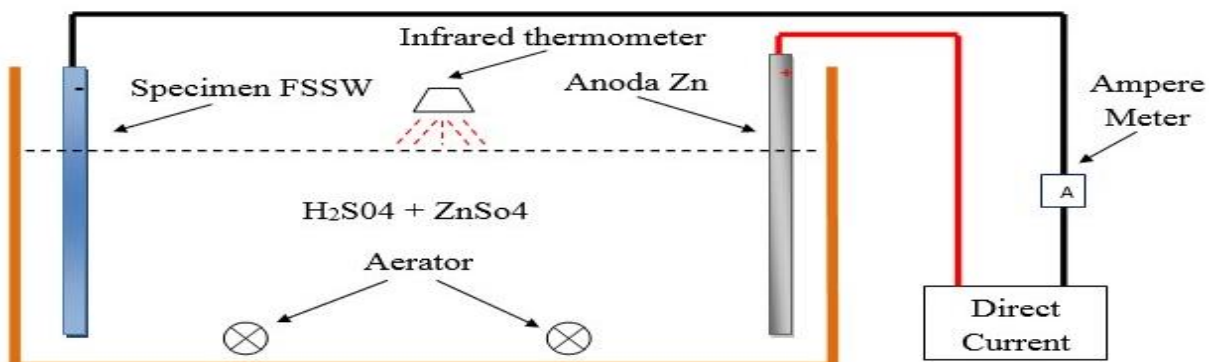 Infrared thermometer
Specimen FSSW
Anoda Zn
Ampere
Meter
-
+
A
H₂S04 + ZnSo4
Aerator
Direct
Current